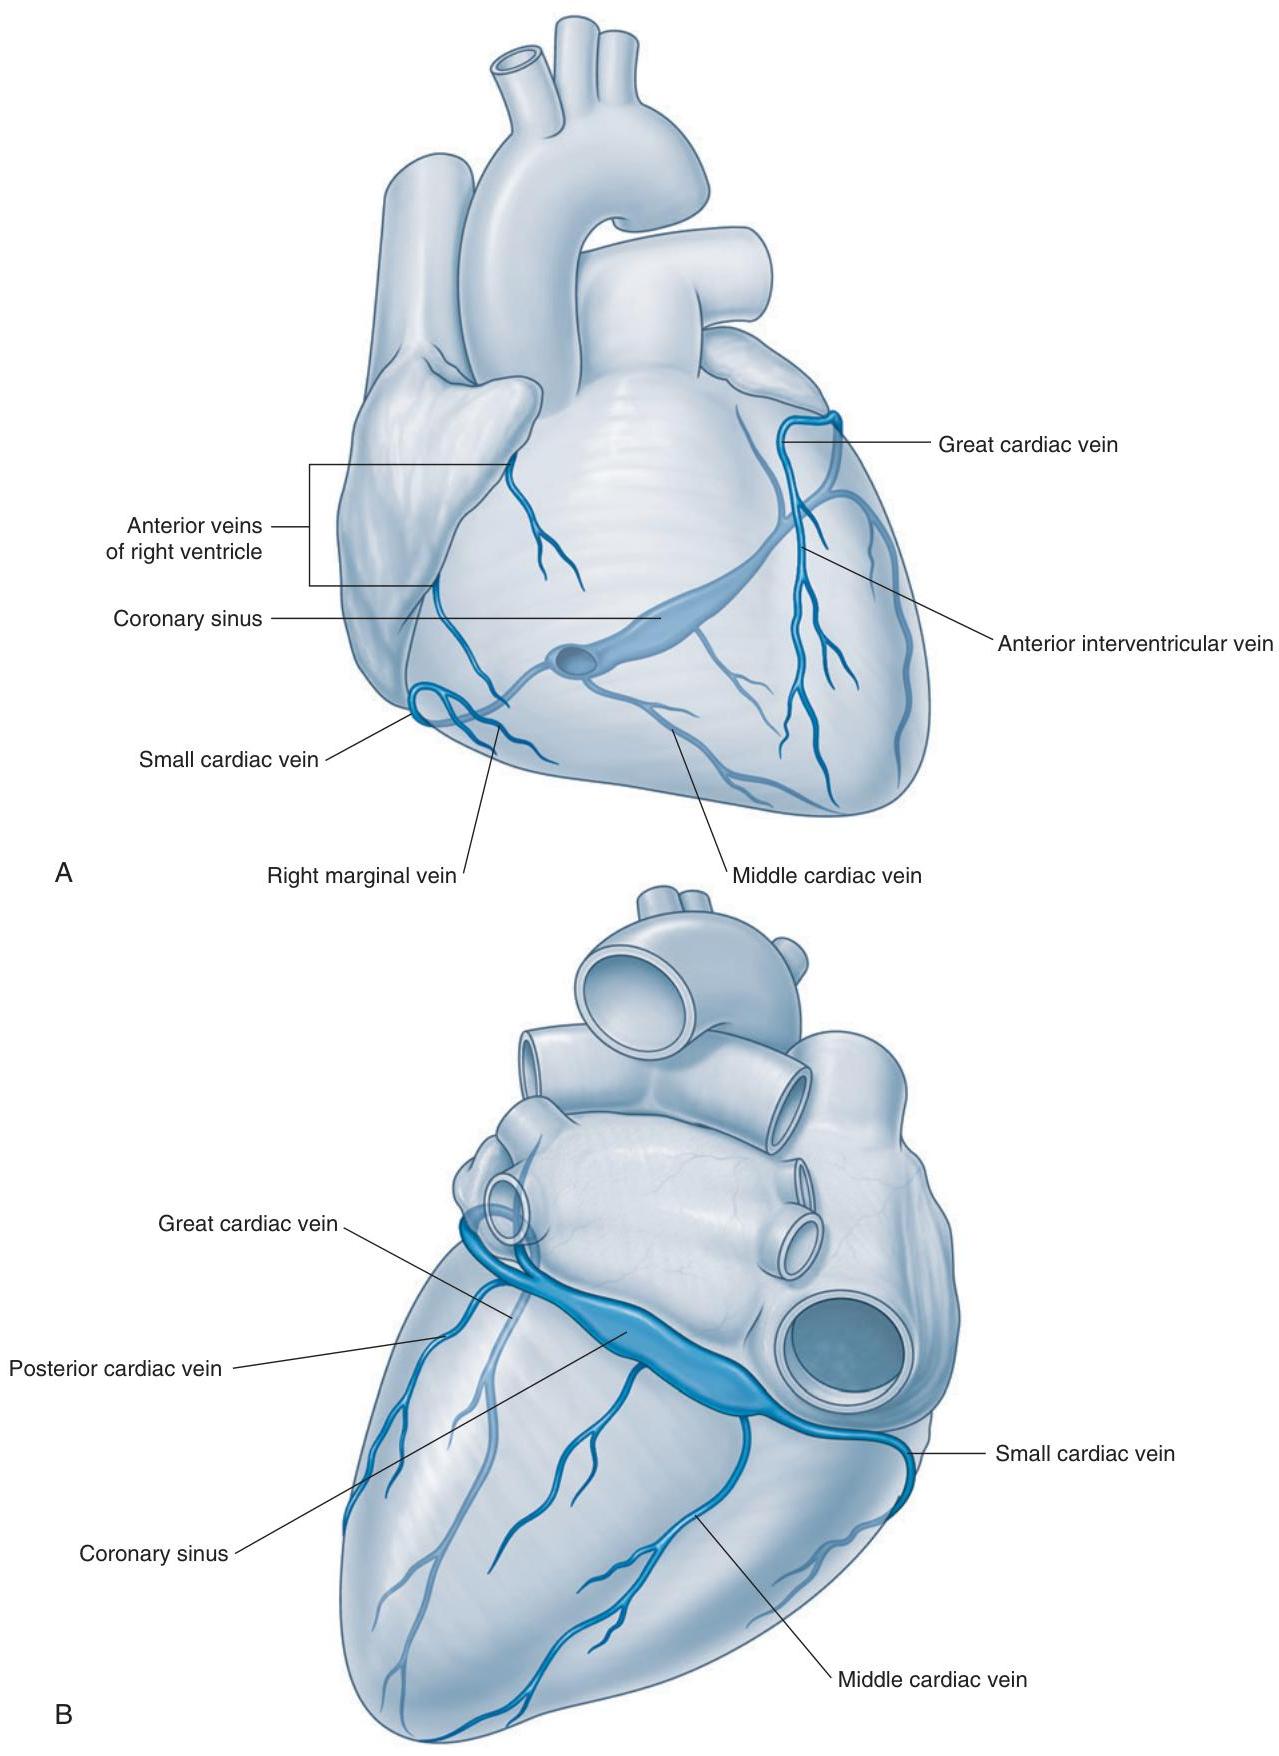 Great cardiac vein
Anterior veins
of right ventricle
Coronary sinus
Anterior interventricular vein
Small cardiac vein
A
Right marginal vein
Middle cardiac vein
Great cardiac vein
Posterior cardiac vein
Small cardiac vein
Coronary sinus
Middle cardiac vein
B